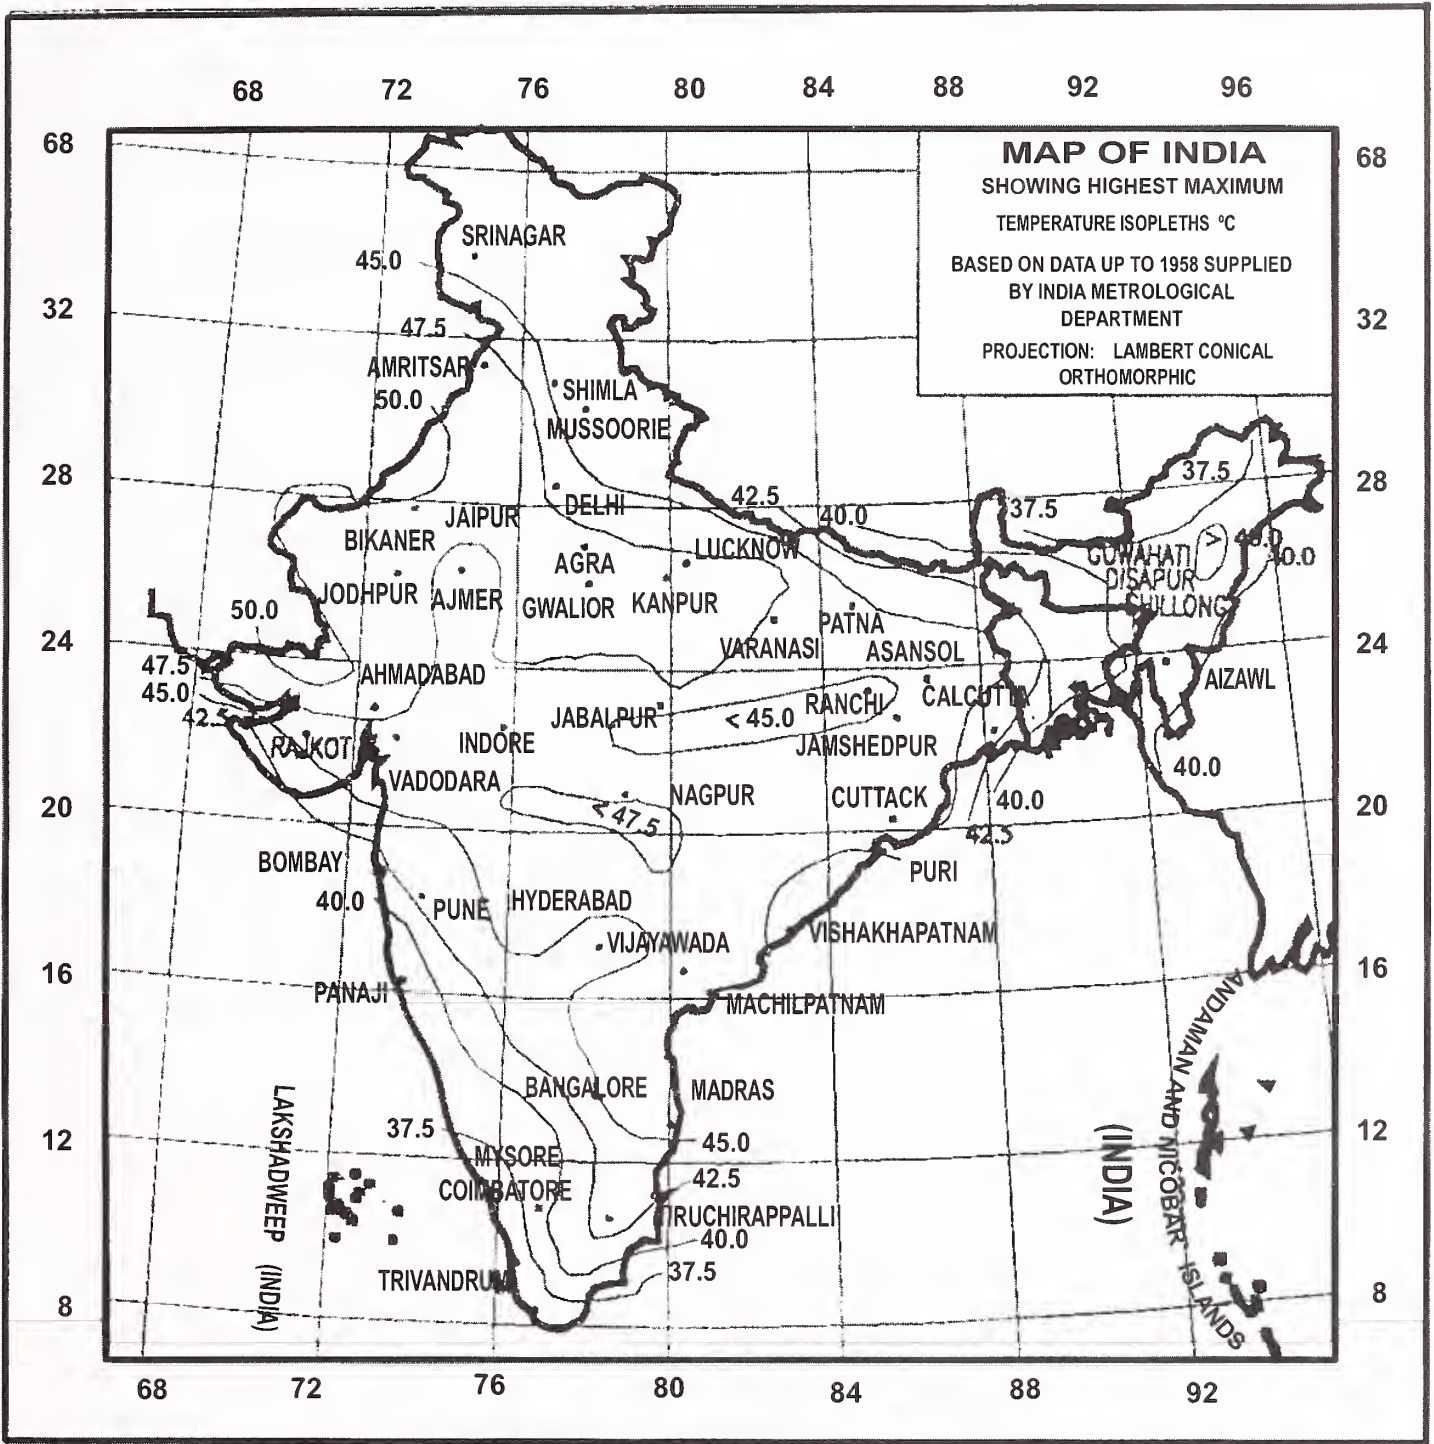 68 72 76 80 84 88 92 96
68
68
MAP OF INDIA
SHOWING HIGHEST MAXIMUM
TEMPERATURE ISOPLETHS °C
BASED ON DATA UP TO 1958 SUPPLIED
BY INDIA METROLOGICAL
DEPARTMENT
PROJECTION: LAMBERT CONICAL
ORTHOMORPHIC
SRINAGAR
45.0
32
32
47.5
AMRITSAR
50.0
SHIMLA
MUSSOORIE
28
28
37.5
42.5
40.0
37.5
DELHI
JAIPUR
BIKANER
LUCKNOW
AGRA
GUWAHATI
> 40.0
40.0
DISAPUR
SHILLONG
JODHPUR
AJMER
GWALIOR
KANPUR
50.0
PATNA
24
24
VARANASI
ASANSOL
47.5
AHMADABAD
AIZAWL
45.0
CALCUTTA
RANCHI
42.5
JABALPUR
< 45.0
RAJKOT
INDORE
JAMSHEDPUR
40.0
VADODARA
NAGPUR
CUTTACK
40.0
20
20
< 47.5
42.5
BOMBAY
PURI
40.0
PUNE
HYDERABAD
VISHAKHAPATNAM
VIJAYAWADA
16
16
PANAJI
MACHILPATNAM
ANDAMAN AND NICOBAR ISLANDS
(INDIA)
BANGALORE
MADRAS
LAKSHADWEEP (INDIA)
12
12
37.5
45.0
MYSORE
42.5
COIMBATORE
TIRUCHIRAPPALLI
40.0
37.5
TRIVANDRUM
8
8
68 72 76 80 84 88 92